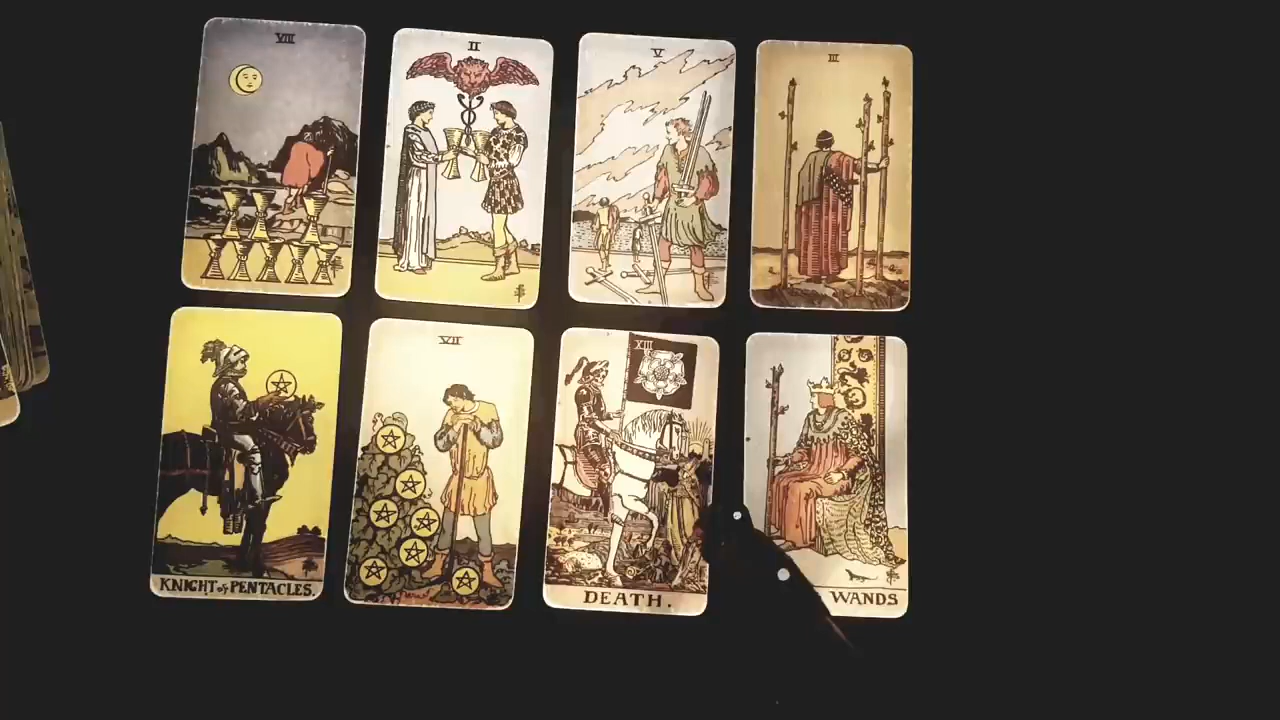 VIII
II
V
III
KNIGHT of PENTACLES.
VII
XIII
DEATH.
WANDS